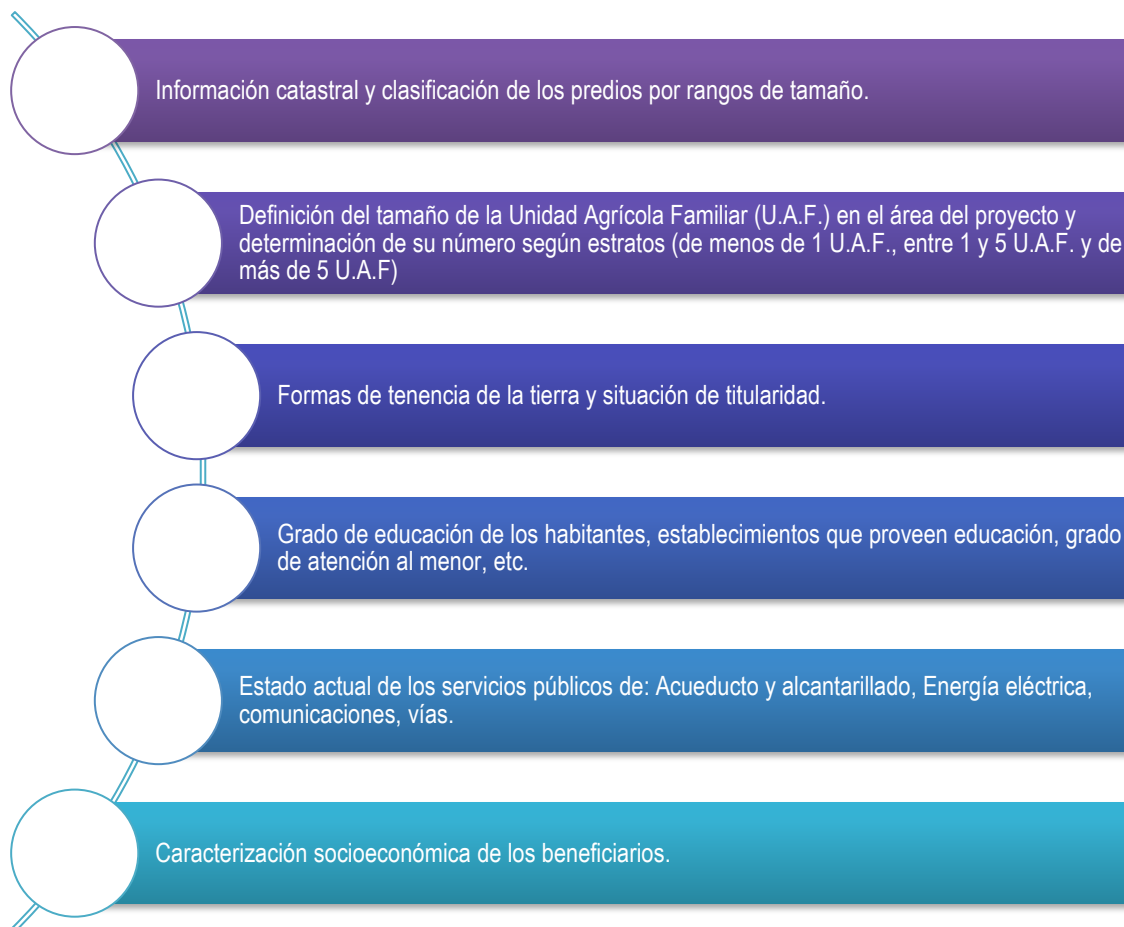 Información catastral y clasificación de los predios por rangos de tamaño.
Definición del tamaño de la Unidad Agrícola Familiar (U.A.F.) en el área del proyecto y
determinación de su número según estratos (de menos de 1 U.A.F., entre 1 y 5 U.A.F. y de
más de 5 U.A.F)
Formas de tenencia de la tierra y situación de titularidad.
Grado de educación de los habitantes, establecimientos que proveen educación, grado
de atención al menor, etc.
Estado actual de los servicios públicos de: Acueducto y alcantarillado, Energía eléctrica,
comunicaciones, vías.
Caracterización socioeconómica de los beneficiarios.